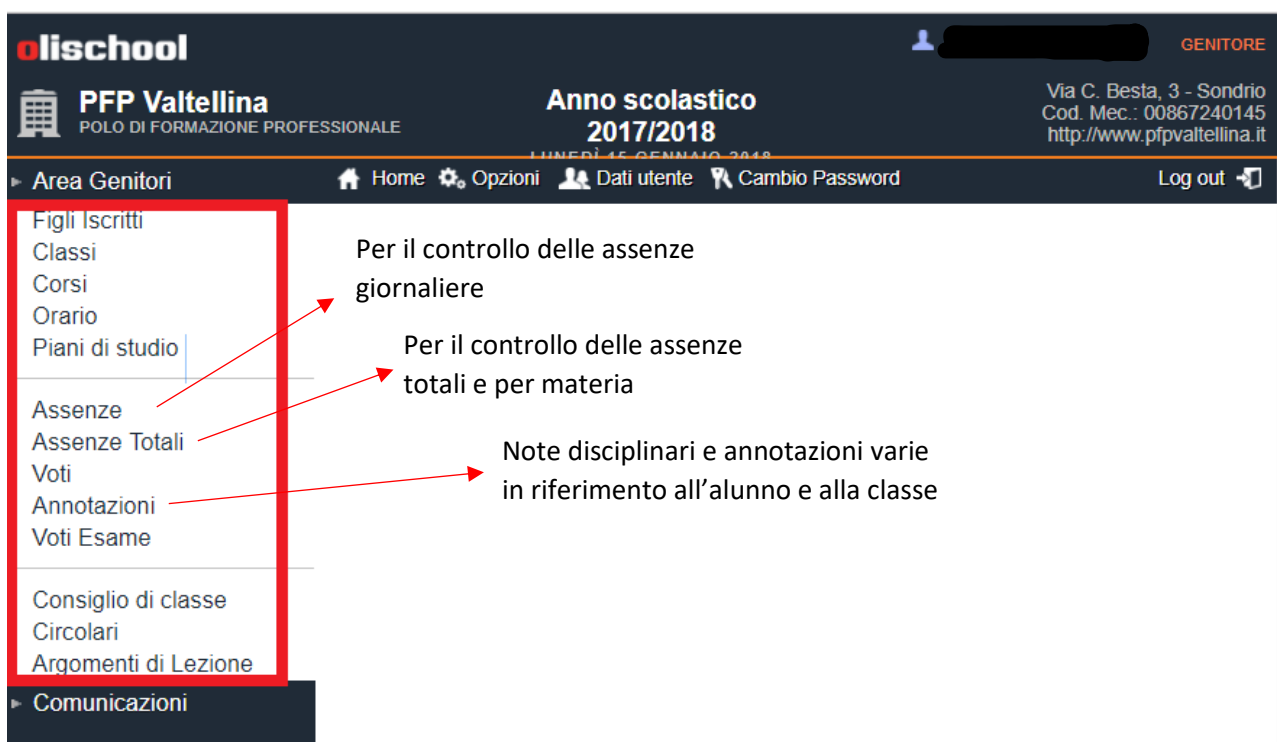 olischool
GENITORE
PFP Valtellina
POLO DI FORMAZIONE PROFESSIONALE
Anno scolastico
2017/2018
LUNEDÌ 15 GENNAIO 2018
Via C. Besta, 3 - Sondrio
Cod. Mec.: 00867240145
http://www.pfpvaltellina.it
Area Genitori
Home Opzioni Dati utente Cambio Password
Log out
Figli Iscritti
Classi
Corsi
Orario
Piani di studio
Assenze
Assenze Totali
Voti
Annotazioni
Voti Esame
Consiglio di classe
Circolari
Argomenti di Lezione
Comunicazioni
Per il controllo delle assenze
giornaliere
Per il controllo delle assenze
totali e per materia
Note disciplinari e annotazioni varie
in riferimento all’alunno e alla classe